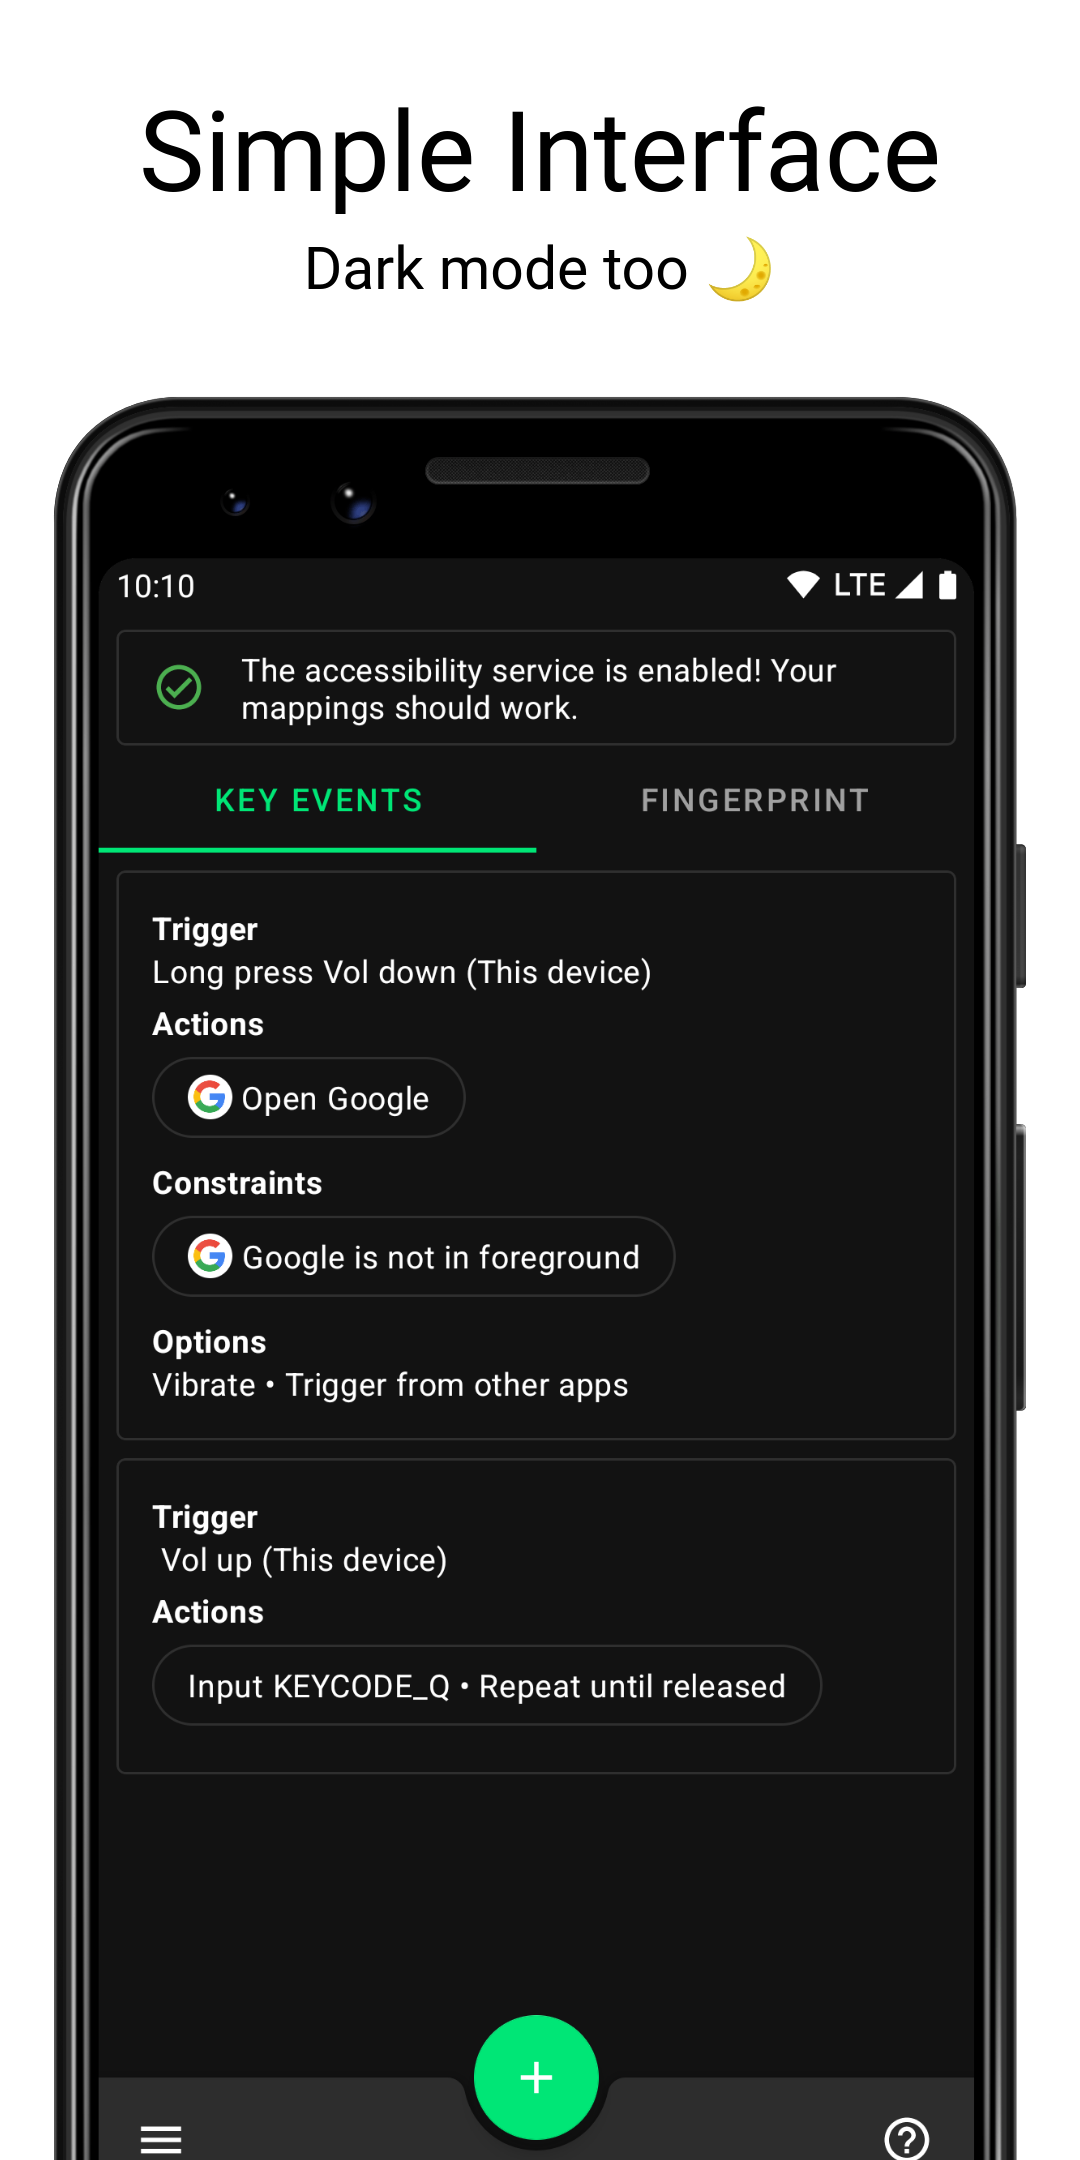 Simple Interface
Dark mode too 🌙
10:10 LTE
The accessibility service is enabled! Your
mappings should work.
KEY EVENTS FINGERPRINT
Trigger
Long press Vol down (This device)
Actions
Open Google
Constraints
Google is not in foreground
Options
Vibrate • Trigger from other apps
Trigger
Vol up (This device)
Actions
Input KEYCODE_Q • Repeat until released